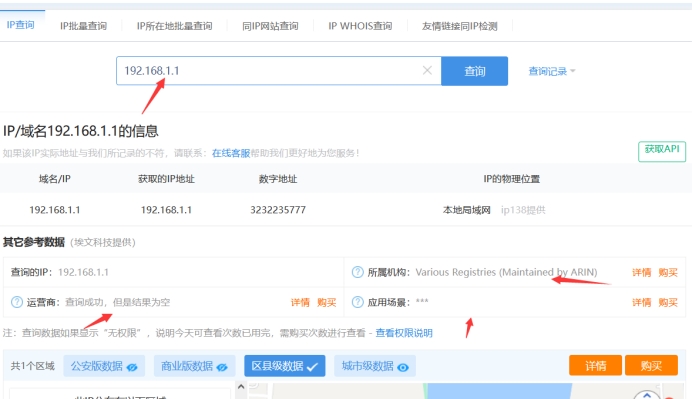 IP查询 IP批量查询 IP所在地批量查询 同IP网站查询 IP WHOIS查询 友情链接同IP检测
192.168.1.1 查询 查询记录
IP/域名192.168.1.1的信息
如果该IP实际地址与我们所记录的不符，请联系：在线客服帮助我们更好地为您服务！
获取API
域名/IP 获取的IP地址 数字地址 IP的物理位置
192.168.1.1 192.168.1.1 3232235777 本地局域网 ip138提供
其它参考数据 (埃文科技提供)
查询的IP：192.168.1.1 ? 所属机构：Various Registries (Maintained by ARIN) 详情 购买
? 运营商：查询成功，但是结果为空 详情 购买 ? 应用场景：*** 详情 购买
注：查询数据如果显示“无权限”，说明今天可查看次数已用完，需购买次数进行查看 - 查看权限说明
共1个区域 公安版数据 商业版数据 区县级数据 城市级数据 详情 购买